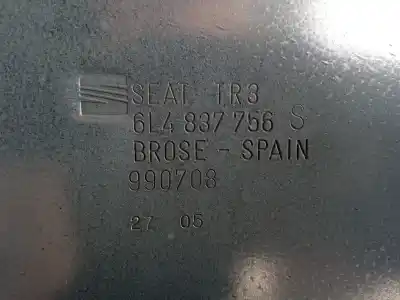 SEAT TR3
6L4 837 756 S
BROSE - SPAIN
990708
27 05